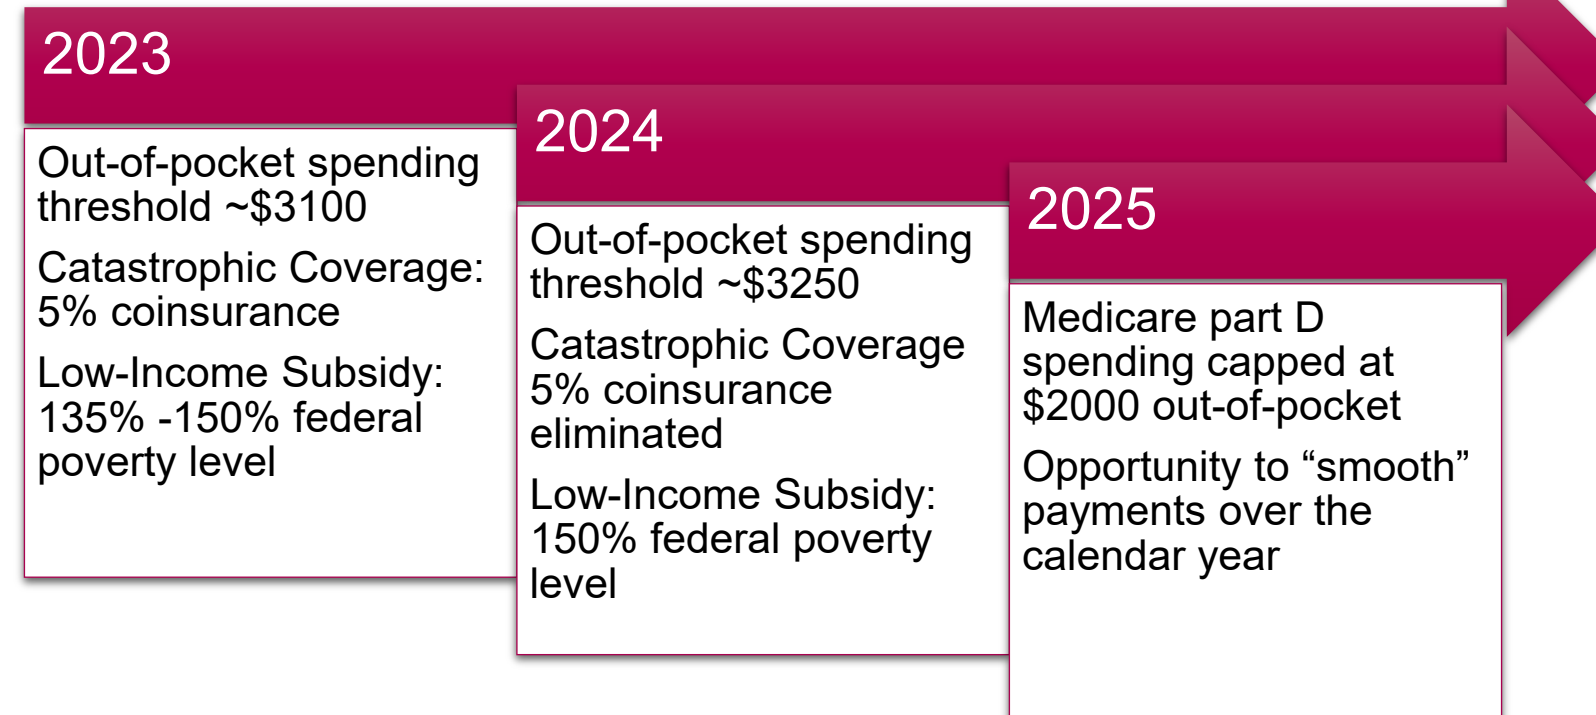 2023
Out-of-pocket spending
threshold ~$3100
Catastrophic Coverage:
5% coinsurance
Low-Income Subsidy:
135% -150% federal
poverty level
2024
Out-of-pocket spending
threshold ~$3250
Catastrophic Coverage
5% coinsurance
eliminated
Low-Income Subsidy:
150% federal poverty
level
2025
Medicare part D
spending capped at
$2000 out-of-pocket
Opportunity to “smooth”
payments over the
calendar year